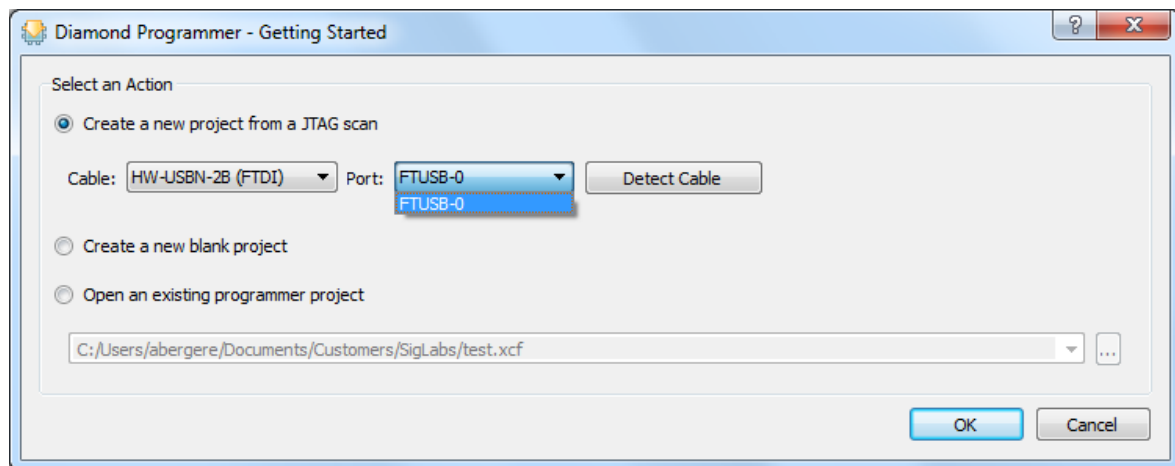 Diamond Programmer - Getting Started
?
X
Select an Action
Create a new project from a JTAG scan
Cable: HW-USBN-2B (FTDI) Port: FTUSB-0 Detect Cable
FTUSB-0
Create a new blank project
Open an existing programmer project
C:/Users/abergere/Documents/Customers/SigLabs/test.xcf ...
OK Cancel